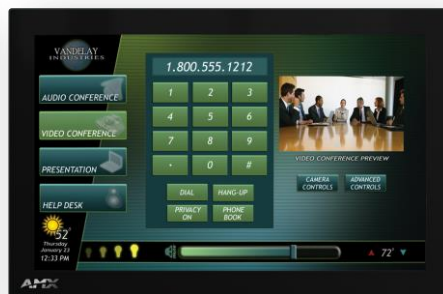 VANDELAY
INDUSTRIES
AUDIO CONFERENCE
VIDEO CONFERENCE
PRESENTATION
HELP DESK
52°
Thursday
January 23
12:33 PM
1.800.555.1212
1 2 3
4 5 6
7 8 9
· 0 #
DIAL HANG-UP
PRIVACY ON PHONE BOOK
VIDEO CONFERENCE PREVIEW
CAMERA CONTROLS ADVANCED CONTROLS
72°
AMX